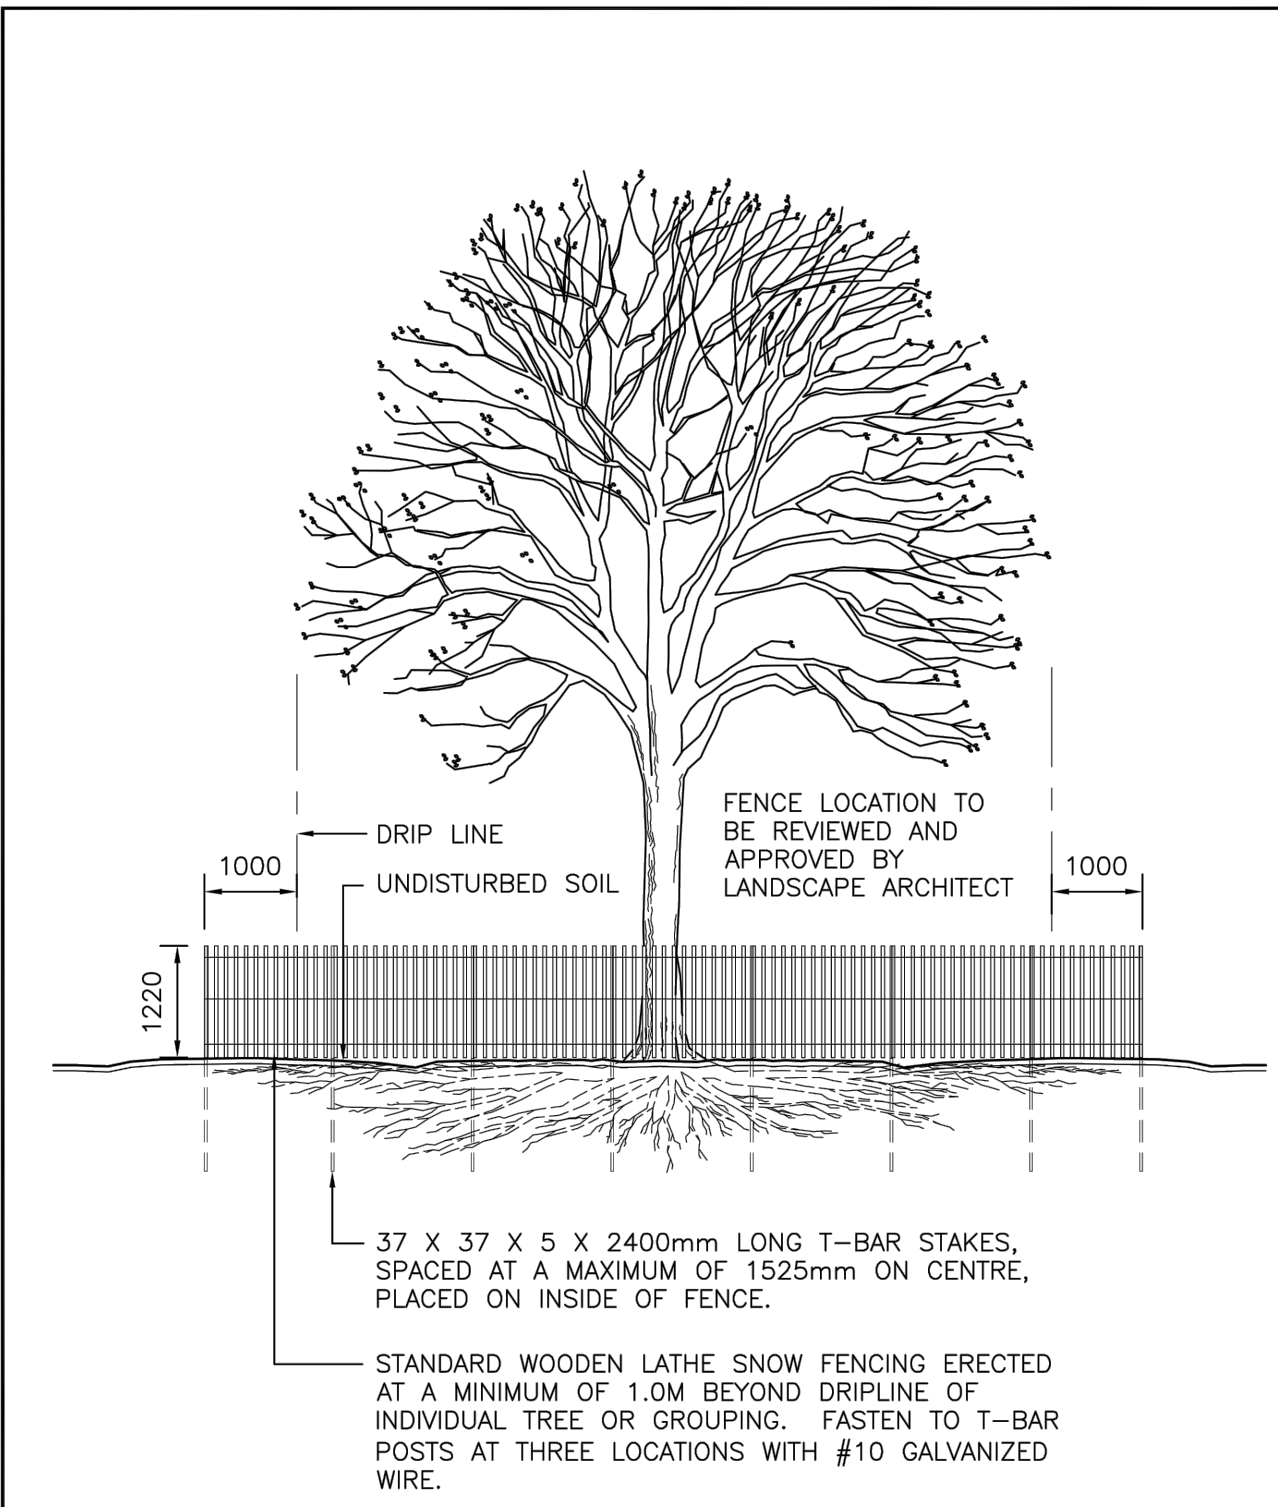 FENCE LOCATION TO
BE REVIEWED AND
APPROVED BY
LANDSCAPE ARCHITECT
DRIP LINE
1000
1000
UNDISTURBED SOIL
1220
37 X 37 X 5 X 2400mm LONG T-BAR STAKES,
SPACED AT A MAXIMUM OF 1525mm ON CENTRE,
PLACED ON INSIDE OF FENCE.
STANDARD WOODEN LATHE SNOW FENCING ERECTED
AT A MINIMUM OF 1.0M BEYOND DRIPLINE OF
INDIVIDUAL TREE OR GROUPING. FASTEN TO T-BAR
POSTS AT THREE LOCATIONS WITH #10 GALVANIZED
WIRE.